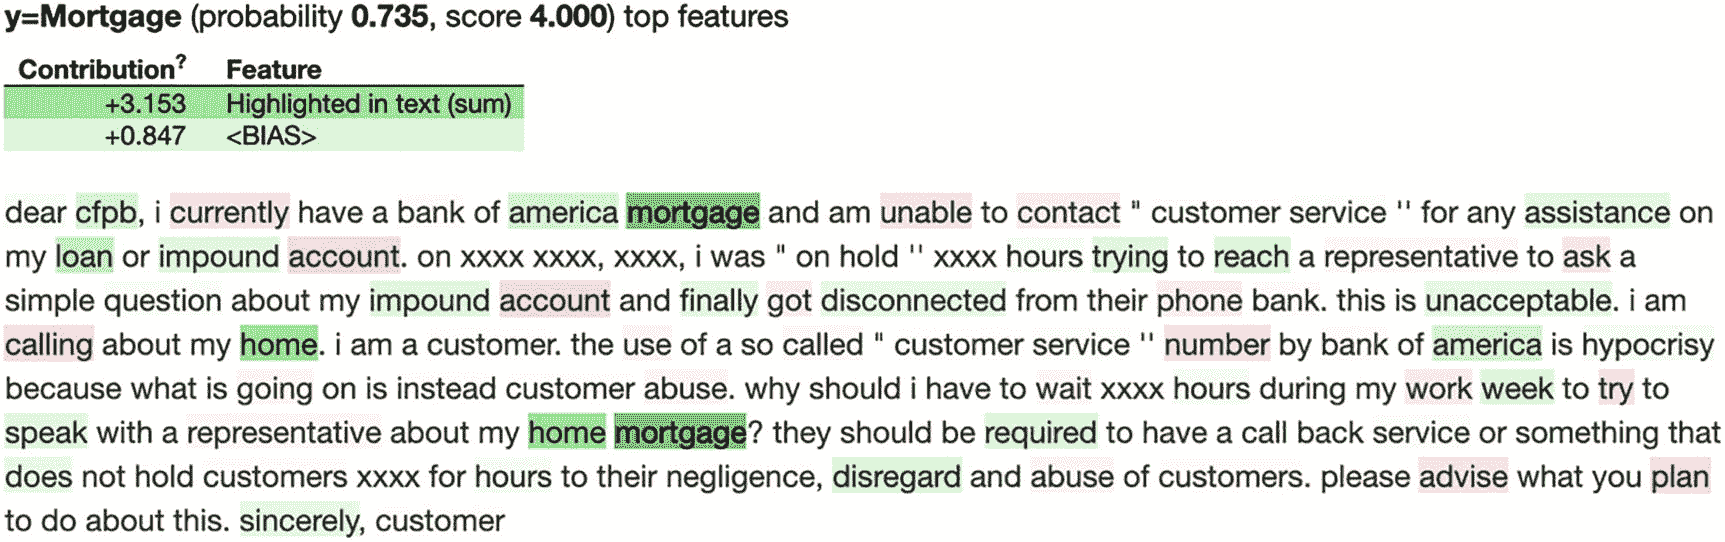 y=Mortgage (probability 0.735, score 4.000) top features
Contribution? Feature
+3.153 Highlighted in text (sum)
+0.847 <BIAS>
dear cfpb, i currently have a bank of america mortgage and am unable to contact " customer service '' for any assistance on
my loan or impound account. on xxxx xxxx, xxxx, i was " on hold '' xxxx hours trying to reach a representative to ask a
simple question about my impound account and finally got disconnected from their phone bank. this is unacceptable. i am
calling about my home. i am a customer. the use of a so called " customer service '' number by bank of america is hypocrisy
because what is going on is instead customer abuse. why should i have to wait xxxx hours during my work week to try to
speak with a representative about my home mortgage? they should be required to have a call back service or something that
does not hold customers xxxx for hours to their negligence, disregard and abuse of customers. please advise what you plan
to do about this. sincerely, customer